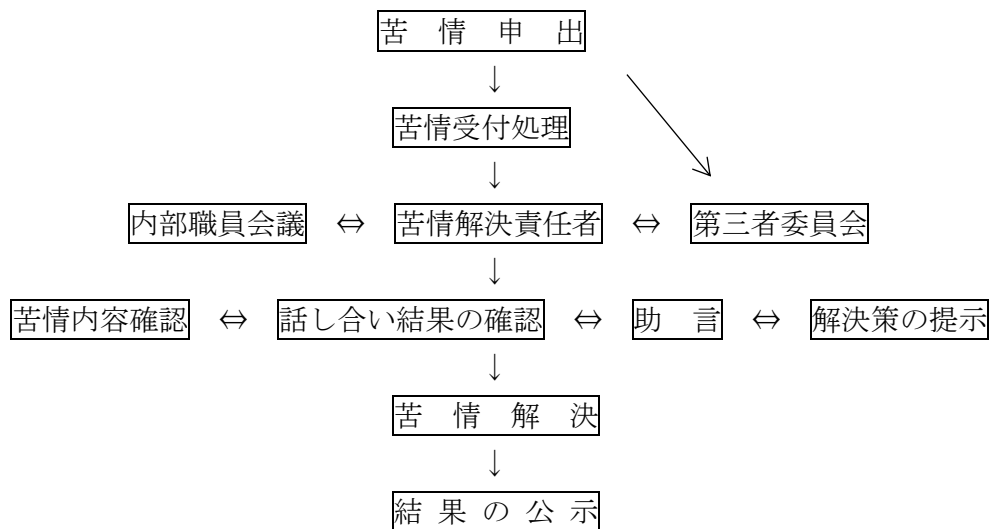 苦　情　申　出
↓
苦情受付処理
↓
内部職員会議　⇔　苦情解決責任者　⇔　第三者委員会
↓
苦情内容確認　⇔　話し合い結果の確認　⇔　助　言　⇔　解決策の提示
↓
苦　情　解　決
↓
結 果 の 公 示